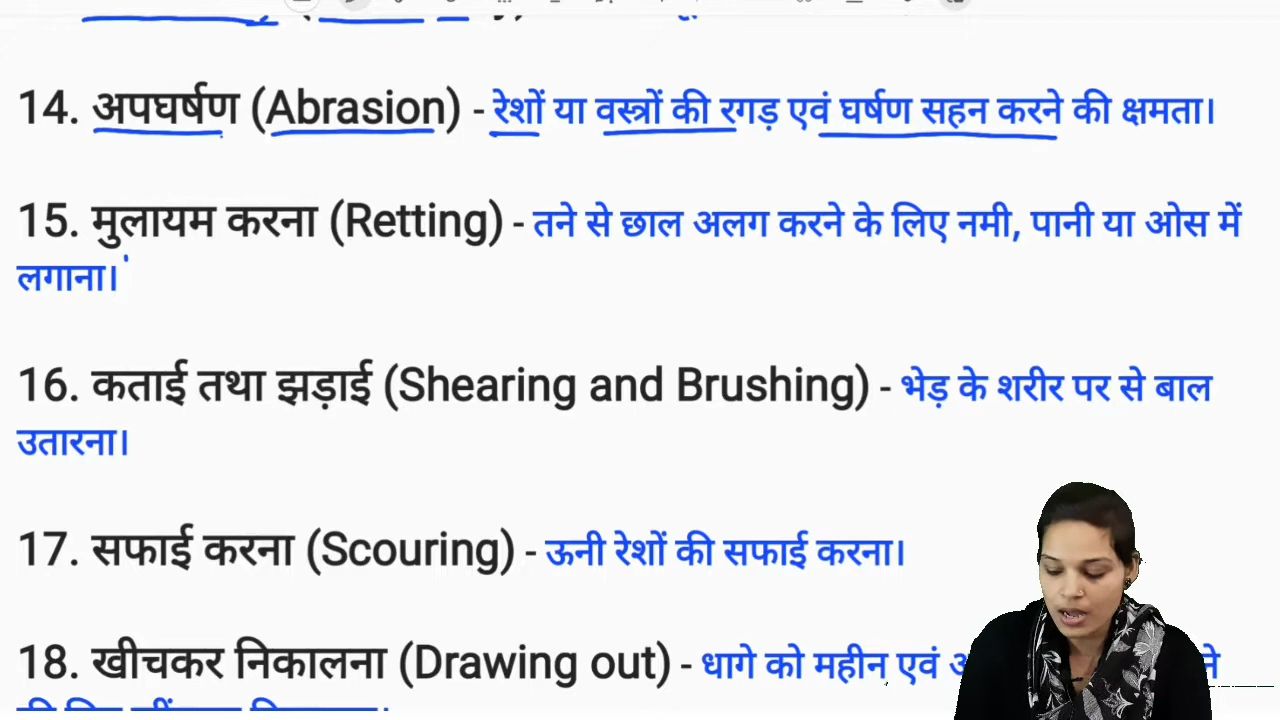 14. अपघर्षण (Abrasion) - रेशों या वस्त्रों की रगड़ एवं घर्षण सहन करने की क्षमता।
15. मुलायम करना (Retting) - तने से छाल अलग करने के लिए नमी, पानी या ओस में
लगाना।
16. कताई तथा झड़ाई (Shearing and Brushing) - भेड़ के शरीर पर से बाल
उतारना।
17. सफाई करना (Scouring) - ऊनी रेशों की सफाई करना।
18. खीचकर निकालना (Drawing out) - धागे को महीन एवं